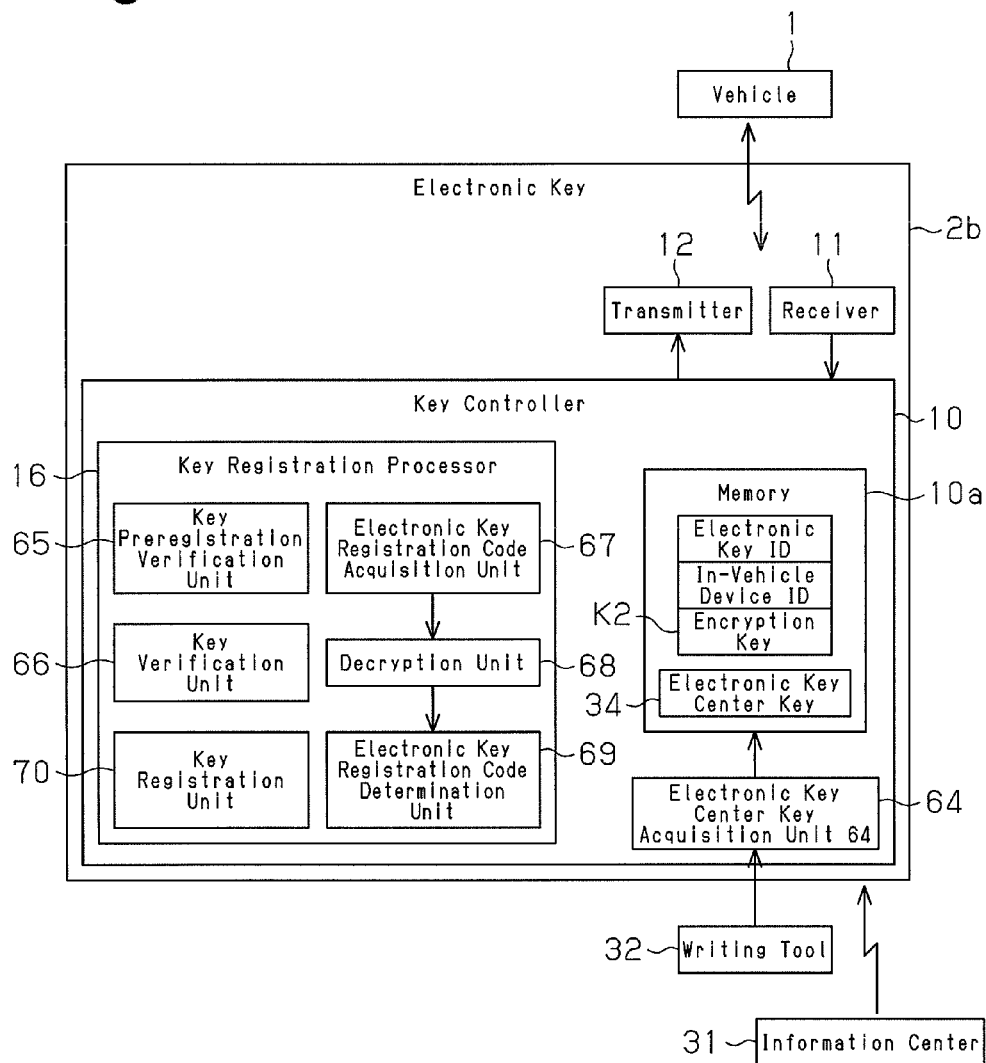 1
Vehicle
Electronic Key
2b
12
11
Transmitter
Receiver
Key Controller
10
16
Key Registration Processor
10a
Memory
65
Key
Preregistration
Verification
Unit
Electronic Key
Registration Code
Acquisition Unit
67
Electronic
Key ID
In-Vehicle
Device ID
K2
Encryption
Key
66
Key
Verification
Unit
Decryption Unit
68
34
Electronic Key
Center Key
70
Key
Registration
Unit
Electronic Key
Registration Code
Determination
Unit
69
Electronic Key
Center Key
Acquisition Unit 64
64
32
Writing Tool
31
Information Center